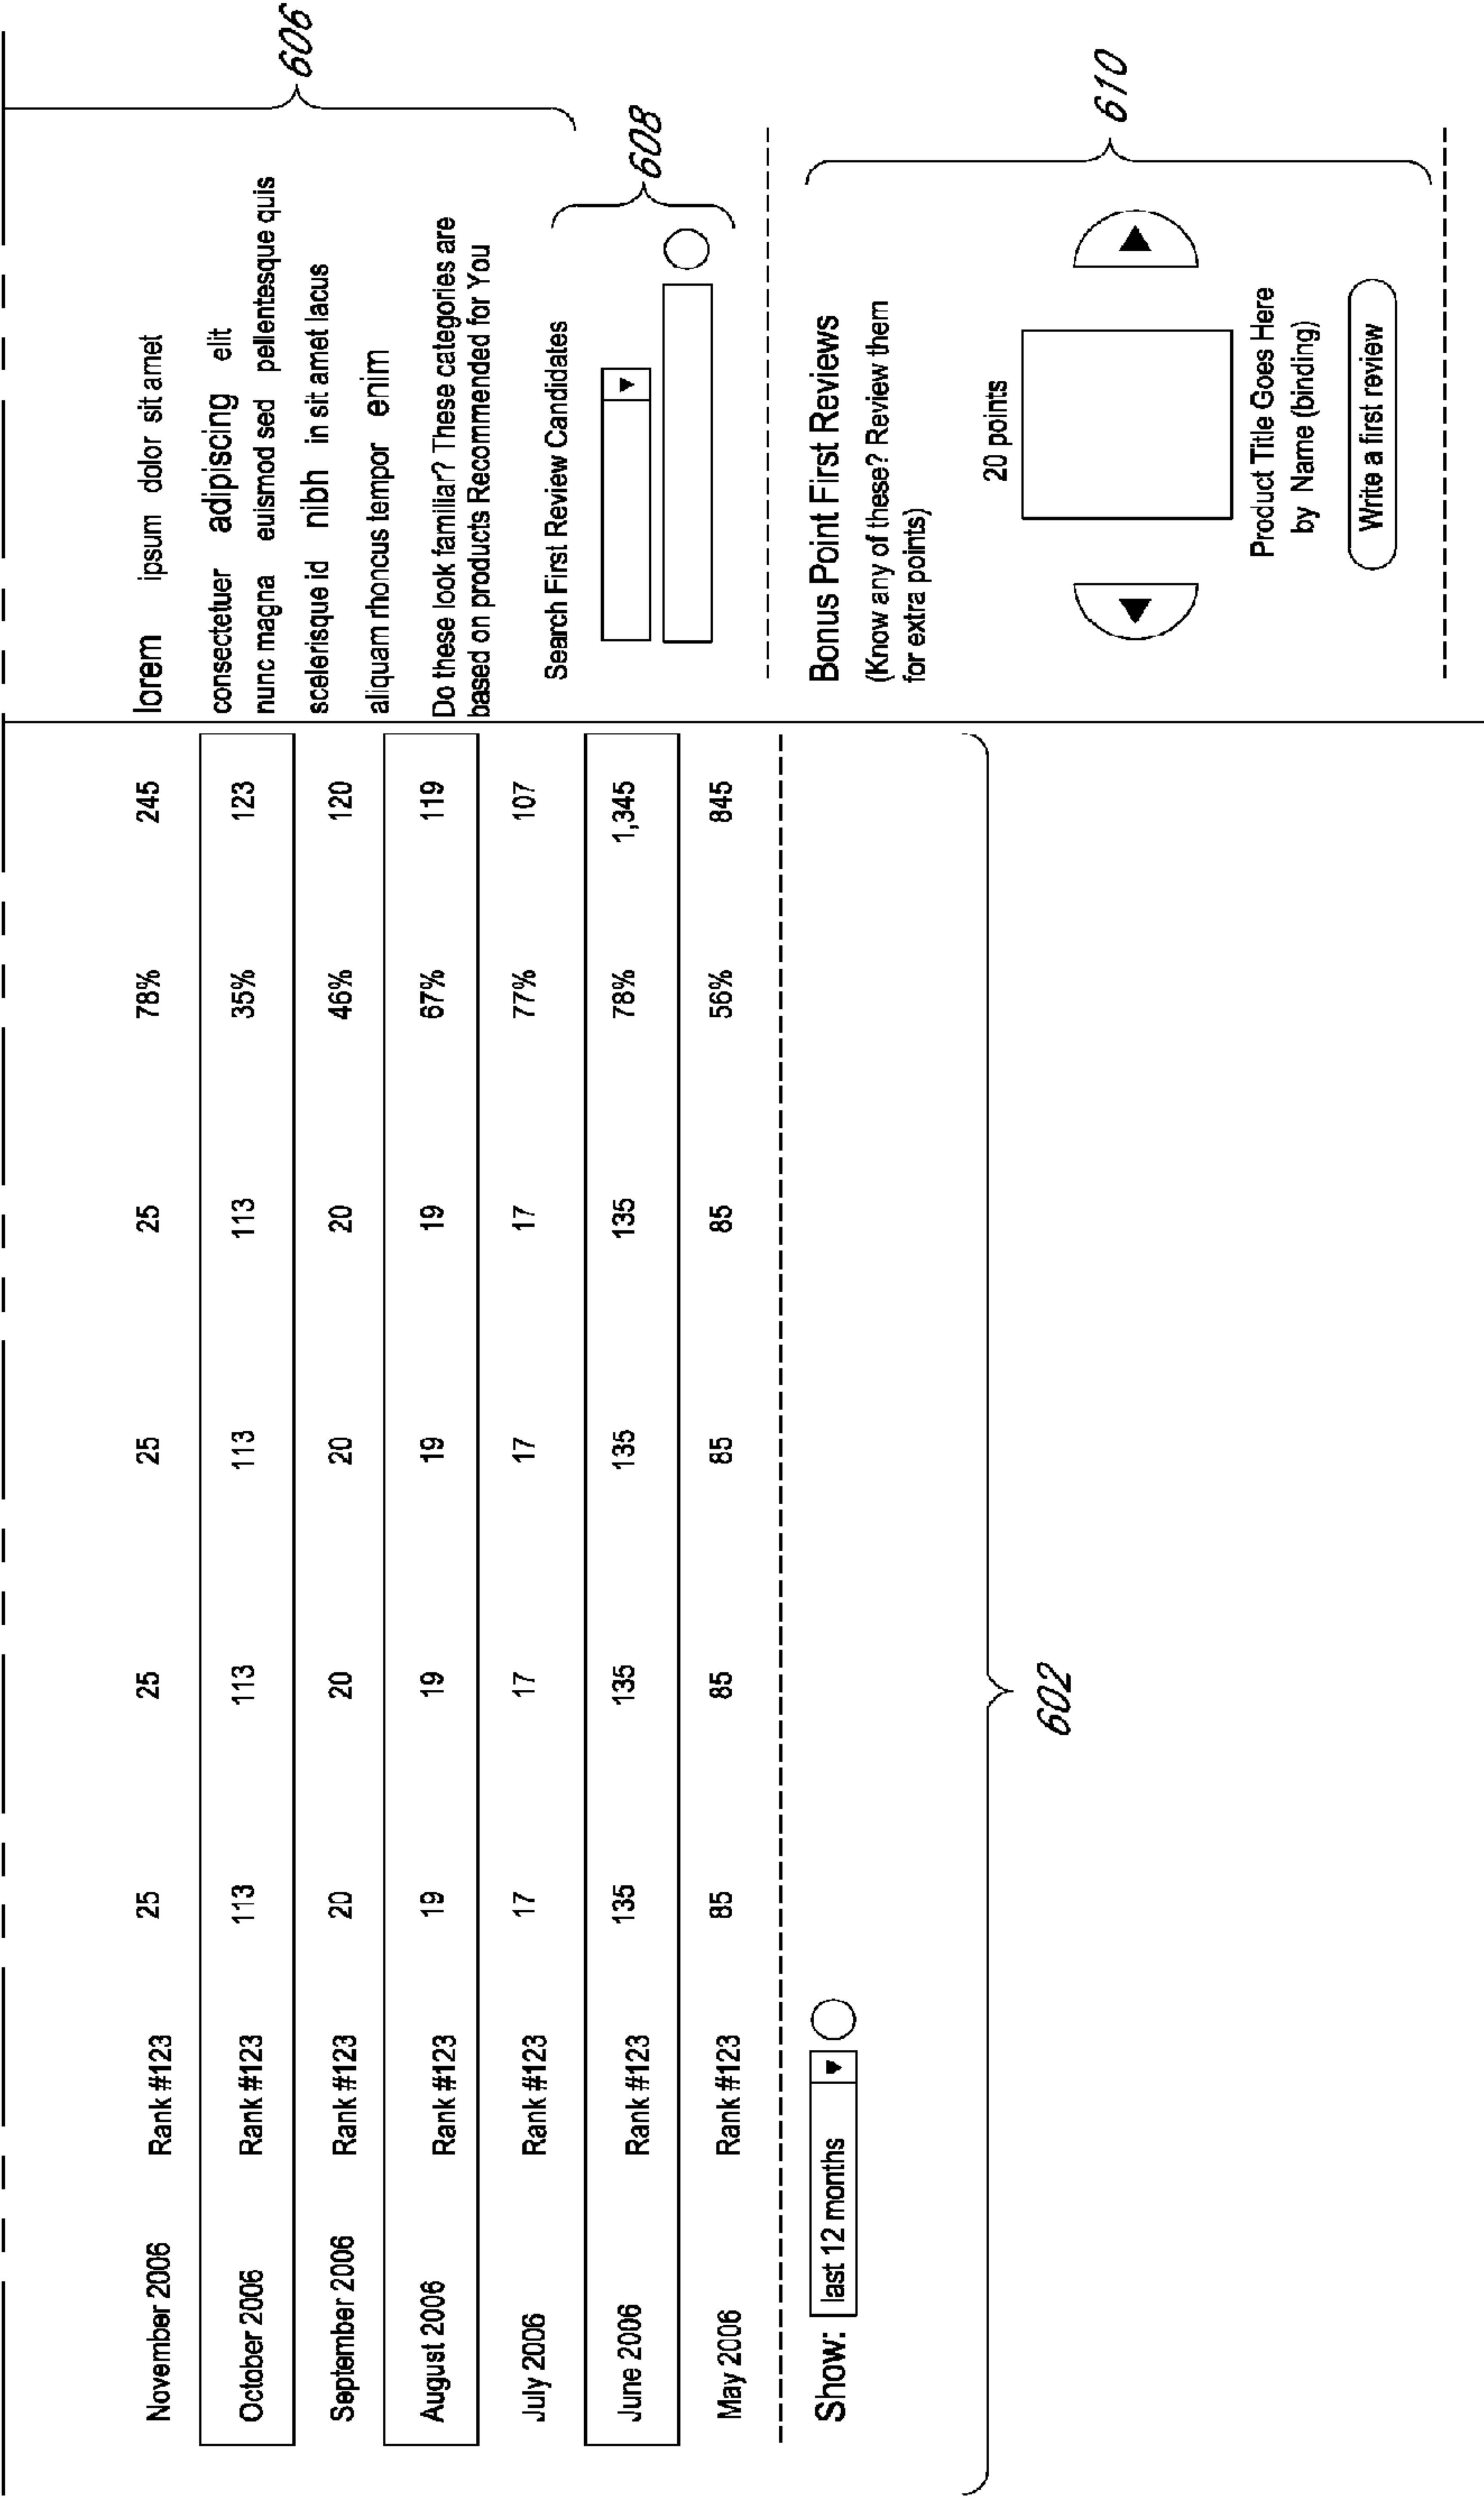 November 2006 Rank #123 25 25 25 25 78% 245
October 2006 Rank #123 113 113 113 113 35% 123
September 2006 Rank #123 20 20 20 20 46% 120
August 2006 Rank #123 19 19 19 19 67% 119
July 2006 Rank #123 17 17 17 17 77% 107
June 2006 Rank #123 135 135 135 135 78% 1,345
May 2006 Rank #123 85 85 85 85 56% 845
Show: last 12 months
602
lorem ipsum dolor sit amet
consectetuer adipiscing elit
nunc magna euismod sed pellentesque quis
scelerisque id nibh in sit amet lacus
aliquam rhoncus tempor enim
Do these look familiar? These categories are
based on products Recommended for You
606
Search First Review Candidates
608
Bonus Point First Reviews
(Know any of these? Review them
for extra points)
20 points
Product Title Goes Here
by Name (binding)
Write a first review
610